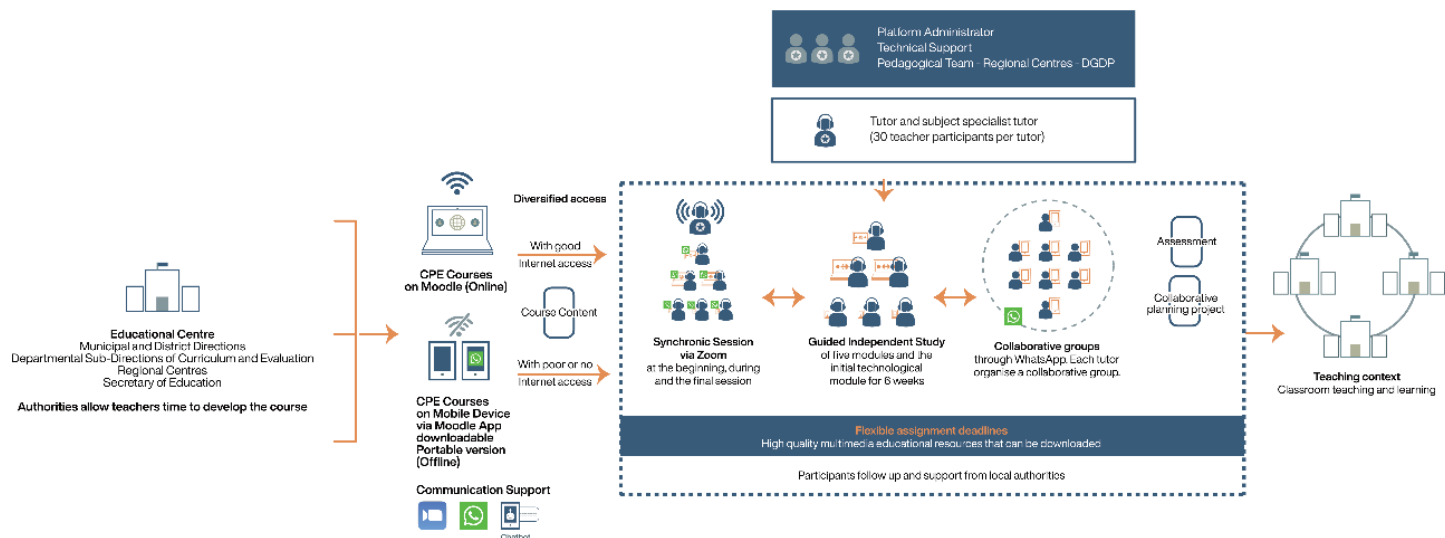 Platform Administrator
Technical Support
Pedagogical Team - Regional Centres - DGDP
Tutor and subject specialist tutor
(30 teacher participants per tutor)
Educational Centre
Municipal and District Directions
Departmental Sub-Directions of Curriculum and Evaluation
Regional Centres
Secretary of Education
Authorities allow teachers time to develop the course
CPE Courses
on Moodle (Online)
CPE Courses
on Mobile Device
via Moodle App
downloadable
Portable version
(Offline)
Communication Support
Chatbot
Diversified access
With good
Internet access
Course Content
With poor or no
Internet access
Synchronic Session
via Zoom
at the beginning, during
and the final session
Guided Independent Study
of five modules and the
initial technological
module for 6 weeks
Collaborative groups
through WhatsApp. Each tutor
organise a collaborative group.
Assessment
Collaborative
planning project
Flexible assignment deadlines
High quality multimedia educational resources that can be downloaded
Participants follow up and support from local authorities
Teaching context
Classroom teaching and learning